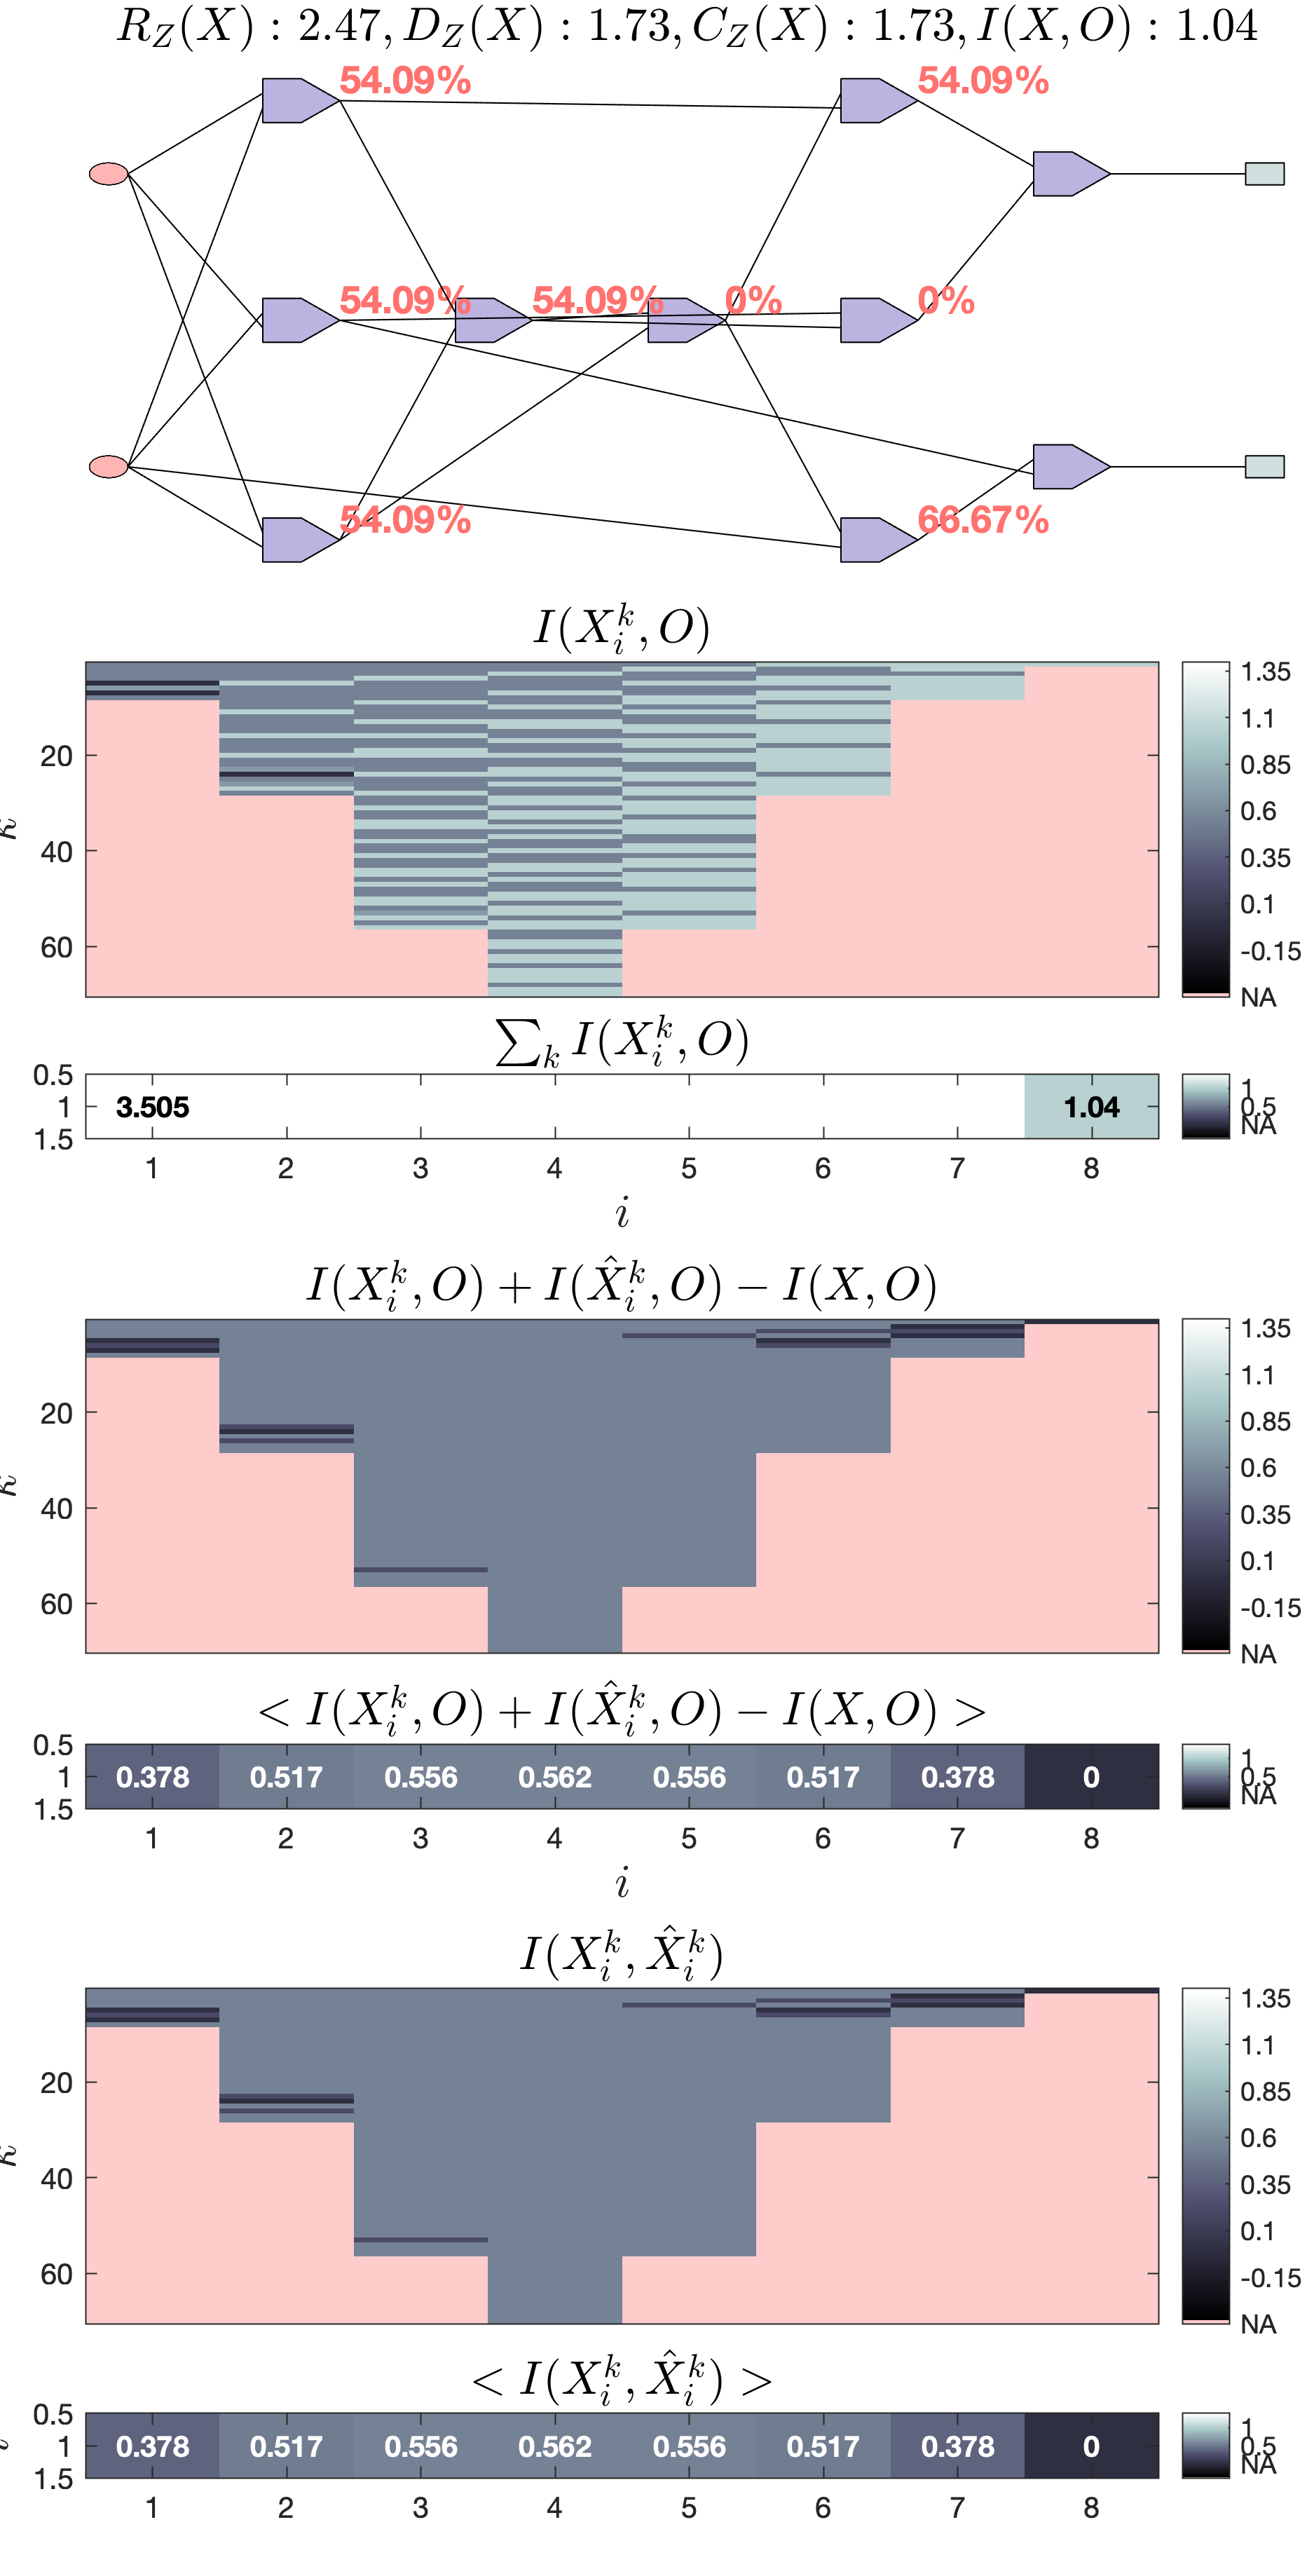 R_Z(X) : 2.47, D_Z(X) : 1.73, C_Z(X) : 1.73, I(X, O) : 1.04
54.09% 54.09%
54.09% 54.09% 0% 0%
54.09% 66.67%
I(X_i^k, O)
1.35
1.1
20 0.85
0.6
k
40 0.35
0.1
60 -0.15
NA
∑_k I(X_i^k, O)
0.5
1 3.505 1.04
1.5
1
0.5
NA
1 2 3 4 5 6 7 8
i
I(X_i^k, O) + I(X̂_i^k, O) − I(X, O)
1.35
1.1
20 0.85
0.6
k
40 0.35
0.1
60 -0.15
NA
< I(X_i^k, O) + I(X̂_i^k, O) − I(X, O) >
0.5
1 0.378 0.517 0.556 0.562 0.556 0.517 0.378 0
1.5
1
0.5
NA
1 2 3 4 5 6 7 8
i
I(X_i^k, X̂_i^k)
1.35
1.1
20 0.85
0.6
k
40 0.35
0.1
60 -0.15
NA
< I(X_i^k, X̂_i^k) >
0.5
1 0.378 0.517 0.556 0.562 0.556 0.517 0.378 0
1.5
1
0.5
NA
1 2 3 4 5 6 7 8